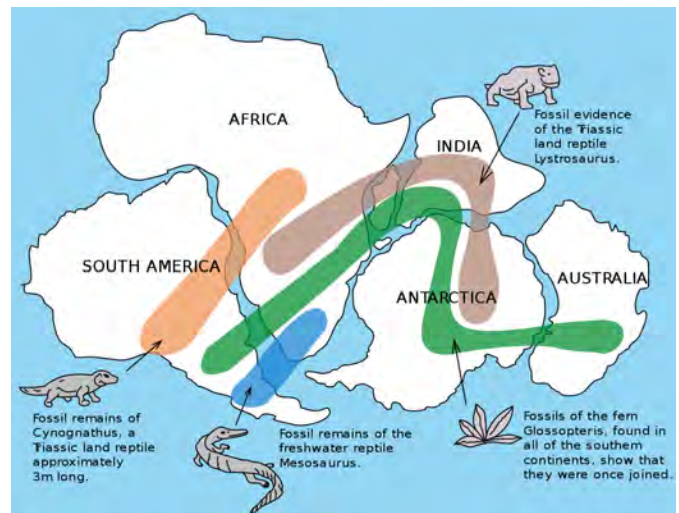 AFRICA
INDIA
Fossil evidence
of the Triassic
land reptile
Lystrosaurus.
SOUTH AMERICA
ANTARCTICA
AUSTRALIA
Fossil remains of
Cynognathus, a
Triassic land reptile
approximately
3m long.
Fossil remains of the
freshwater reptile
Mesosaurus.
Fossils of the fern
Glossopteris, found in
all of the southern
continents, show that
they were once joined.